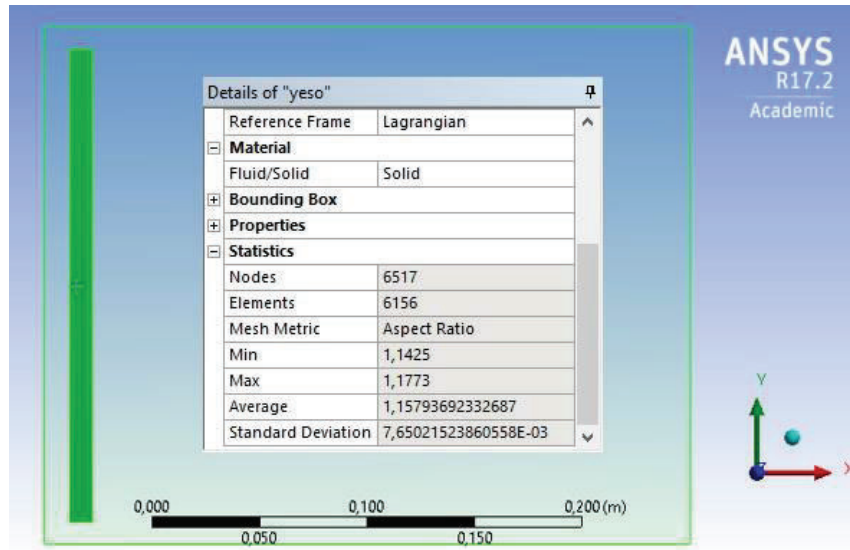 ANSYS
R17.2
Academic
Details of "yeso"
Reference Frame Lagrangian
Material
Fluid/Solid Solid
Bounding Box
Properties
Statistics
Nodes 6517
Elements 6156
Mesh Metric Aspect Ratio
Min 1,1425
Max 1,1773
Average 1,15793692332687
Standard Deviation 7,65021523860558E-03
Y
X
0,000 0,100 0,200 (m)
0,050 0,150